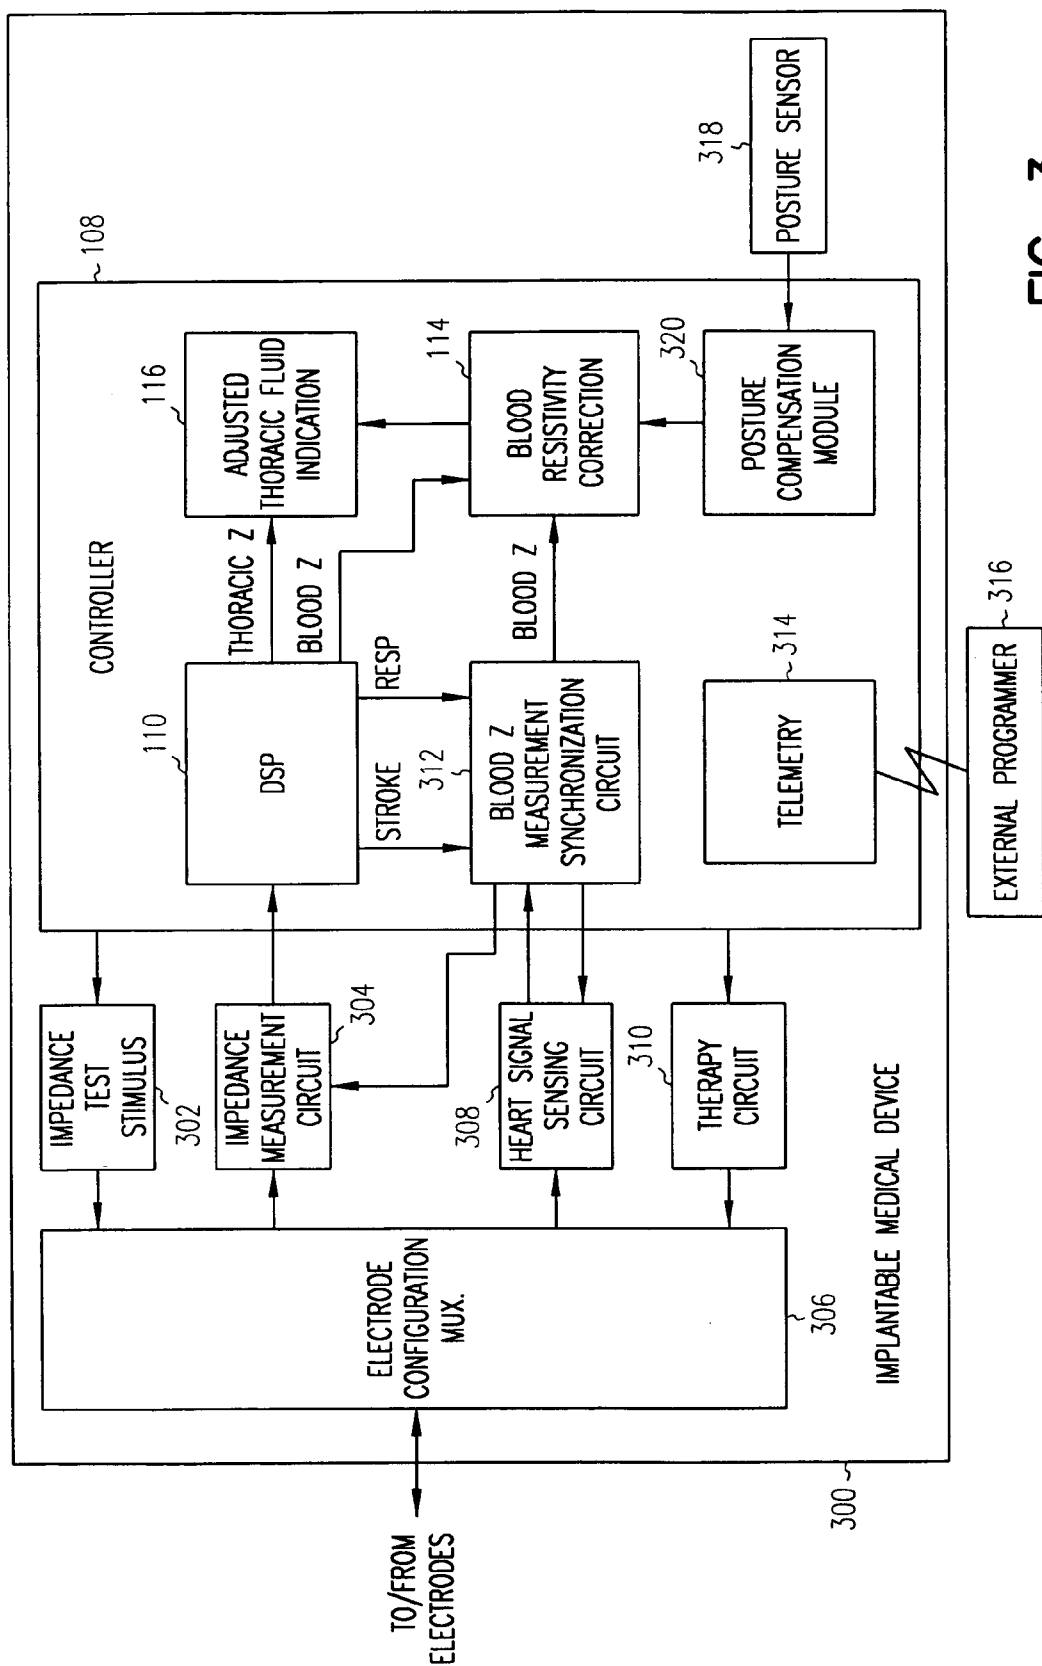 108
CONTROLLER
110
DSP
THORACIC Z
BLOOD Z
116
ADJUSTED
THORACIC FLUID
INDICATION
STROKE
RESP
312
BLOOD Z
MEASUREMENT
SYNCHRONIZATION
CIRCUIT
BLOOD Z
114
BLOOD
RESISTIVITY
CORRECTION
318
POSTURE SENSOR
320
POSTURE
COMPENSATION
MODULE
314
TELEMETRY
316
EXTERNAL PROGRAMMER
IMPEDANCE
TEST
STIMULUS
302
IMPEDANCE
MEASUREMENT
CIRCUIT
304
308
HEART SIGNAL
SENSING
CIRCUIT
310
THERAPY
CIRCUIT
ELECTRODE
CONFIGURATION
MUX.
306
IMPLANTABLE MEDICAL DEVICE
300
TO/FROM
ELECTRODES
FIG. 3